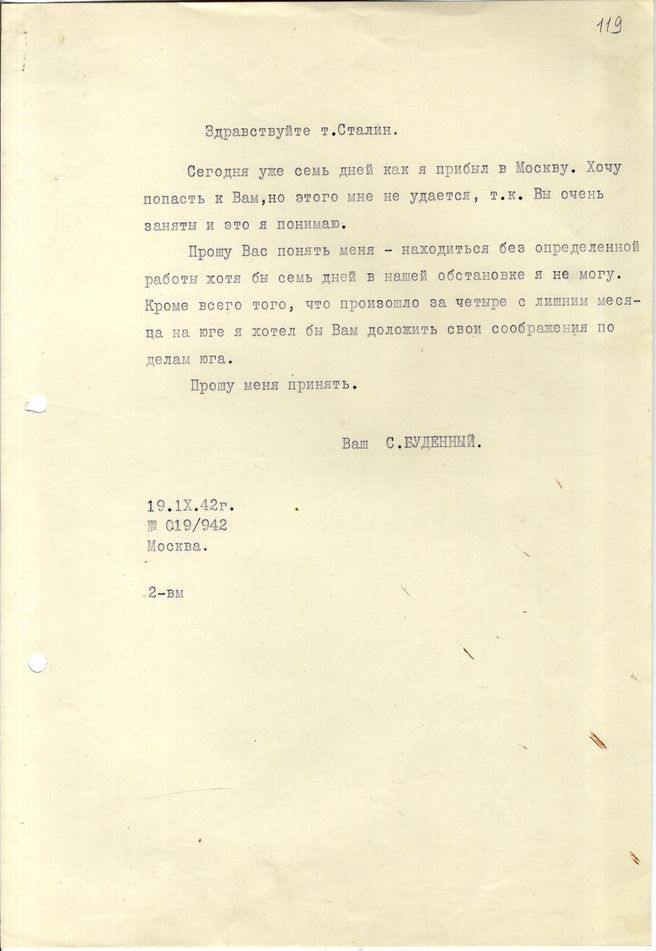 119
Здравствуйте т.Сталин.
Сегодня уже семь дней как я прибыл в Москву. Хочу
попасть к Вам,но этого мне не удается, т.к. Вы очень
заняты и это я понимаю.
Прошу Вас понять меня - находиться без определенной
работы хотя бы семь дней в нашей обстановке я не могу.
Кроме всего того, что произошло за четыре с лишним меся-
ца на юге я хотел бы Вам доложить свои соображения по
делам юга.
Прошу меня принять.
Ваш С.БУДЕННЫЙ.
19.IX.42г.
№ 019/942
Москва.
2-вм